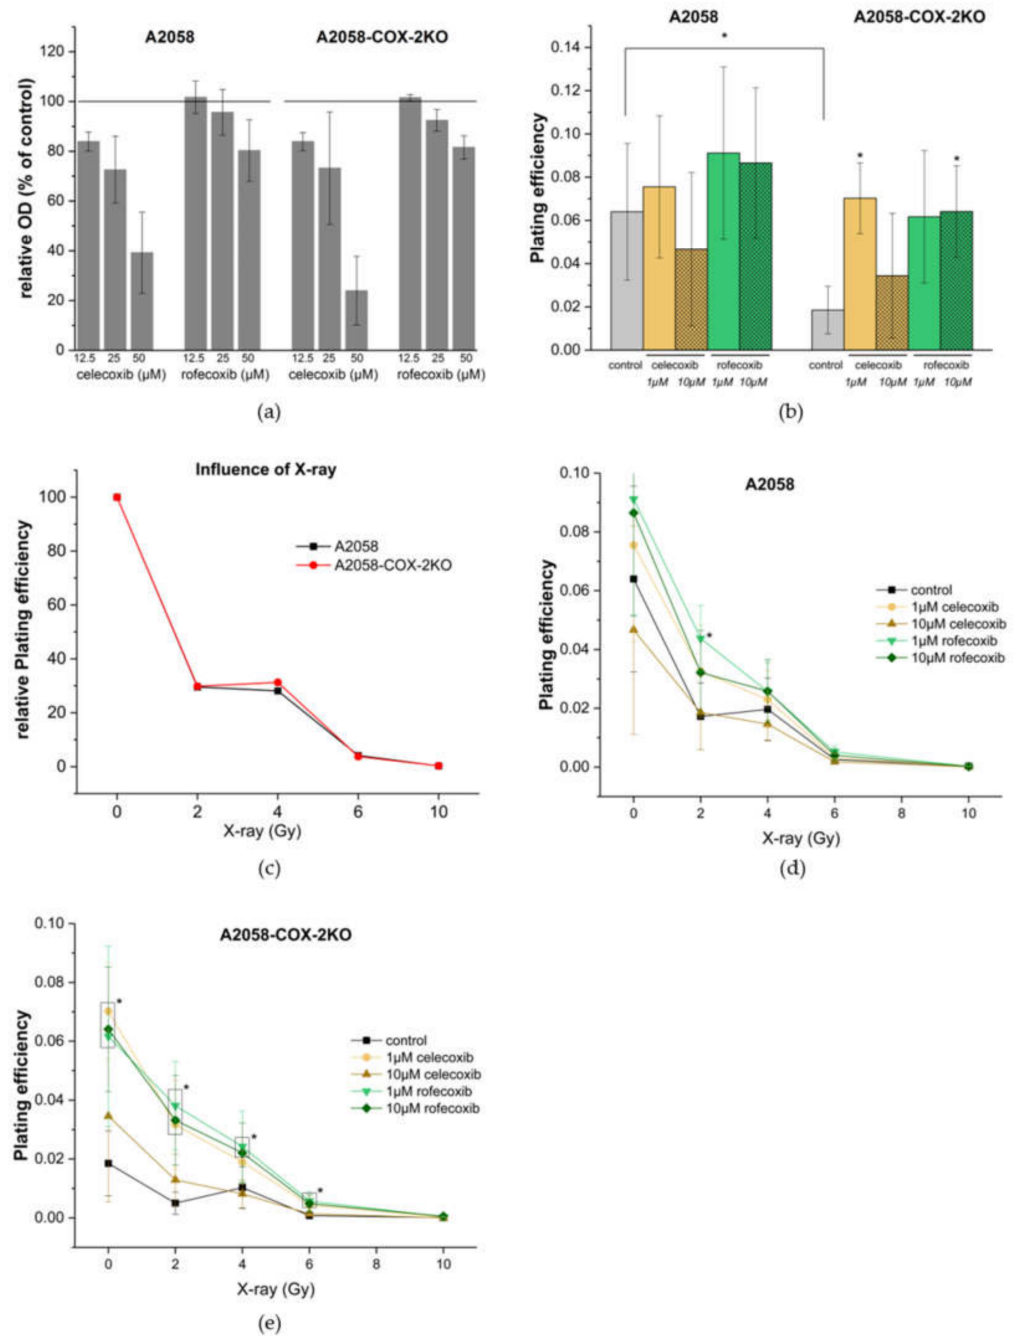 A2058
A2058-COX-2KO
relative OD (% of control)
120
100
80
60
40
20
0
12.5 25 50 12.5 25 50 12.5 25 50 12.5 25 50
celecoxib (µM) rofecoxib (µM) celecoxib (µM) rofecoxib (µM)
(a)
A2058
A2058-COX-2KO
Plating efficiency
0.14
0.12
0.10
0.08
0.06
0.04
0.02
0.00
*
*
*
control celecoxib rofecoxib control celecoxib rofecoxib
1µM 10µM 1µM 10µM 1µM 10µM 1µM 10µM
(b)
Influence of X-ray
relative Plating efficiency
100
80
60
40
20
0
A2058
A2058-COX-2KO
0 2 4 6 10
X-ray (Gy)
(c)
A2058
Plating efficiency
0.10
0.08
0.06
0.04
0.02
0.00
*
control
1µM celecoxib
10µM celecoxib
1µM rofecoxib
10µM rofecoxib
0 2 4 6 8 10
X-ray (Gy)
(d)
A2058-COX-2KO
Plating efficiency
0.10
0.08
0.06
0.04
0.02
0.00
*
*
*
*
control
1µM celecoxib
10µM celecoxib
1µM rofecoxib
10µM rofecoxib
0 2 4 6 8 10
X-ray (Gy)
(e)